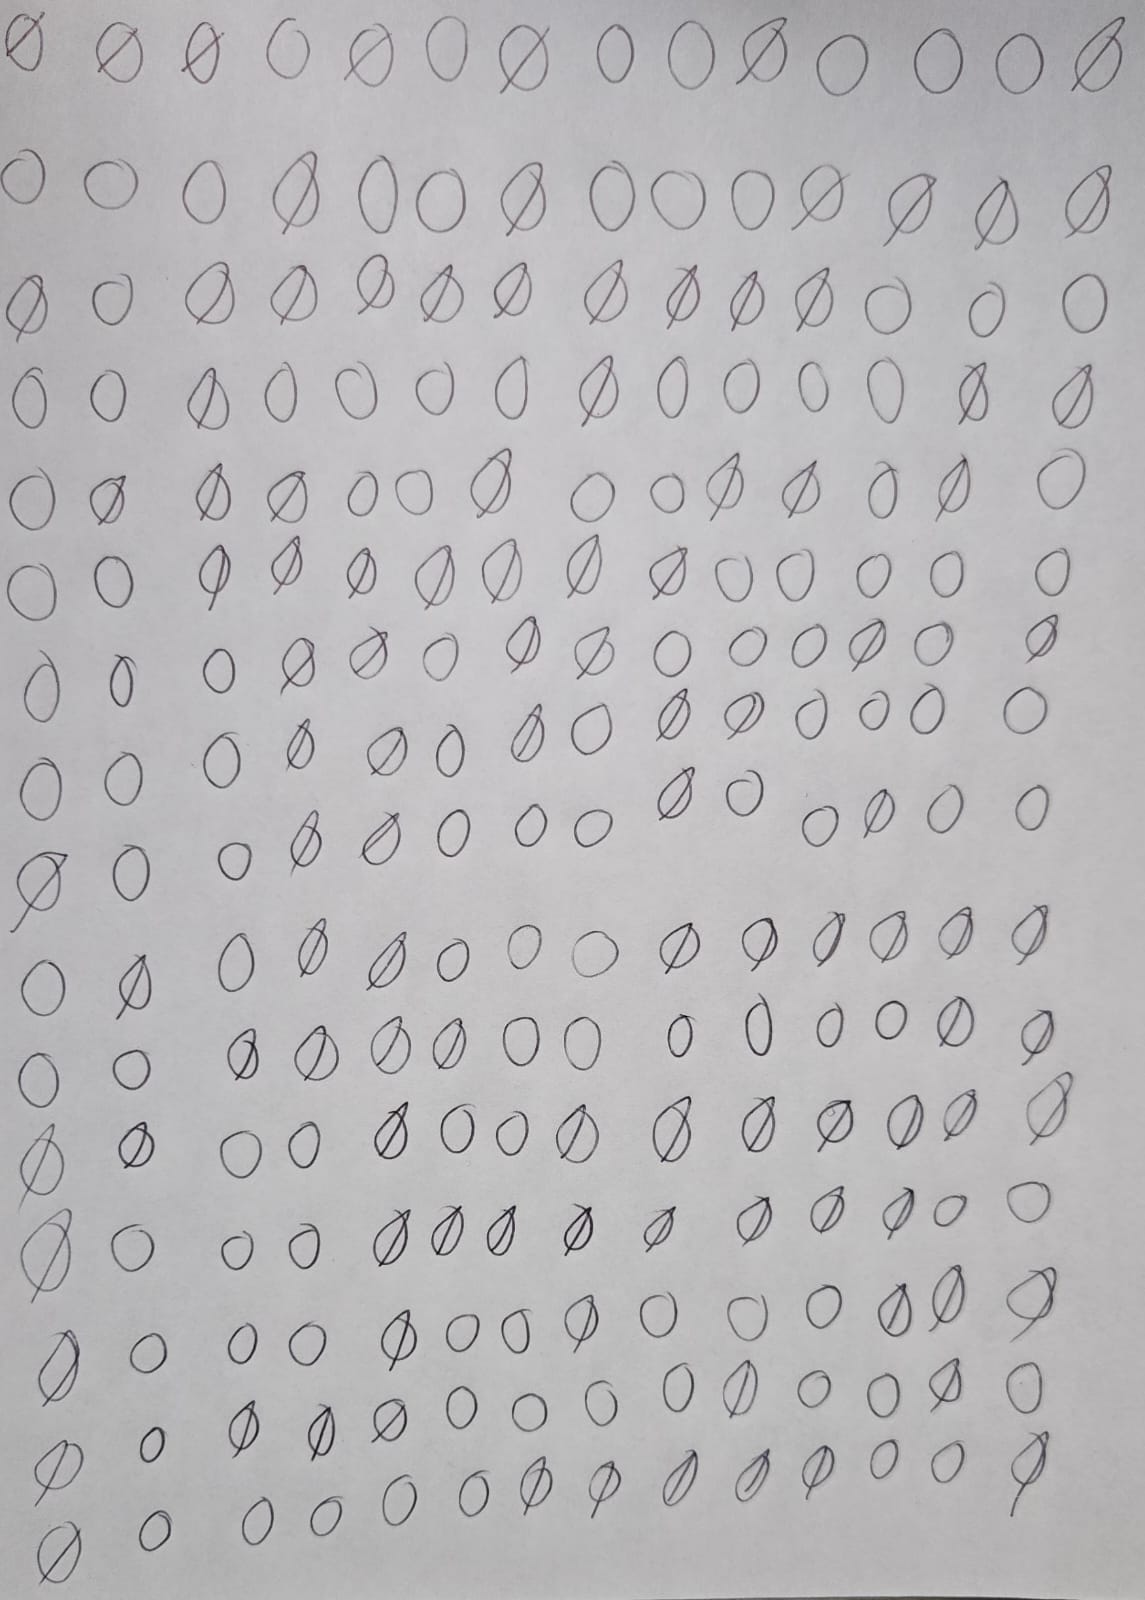 Ø Ø Ø O Ø O Ø O O Ø O O O Ø
O O O Ø O O Ø O O O Ø Ø Ø Ø
Ø O Ø Ø Ø Ø Ø Ø Ø Ø Ø O O O
O O Ø O O O O Ø O O O O Ø Ø
O Ø Ø Ø O O Ø O O Ø Ø O Ø O
O O Ø Ø Ø Ø Ø Ø Ø O O O O O
O O O Ø Ø O Ø Ø O O O Ø O Ø
O O O Ø Ø O Ø O Ø Ø O O O O
Ø O O Ø Ø O O O Ø O O Ø O O
O Ø O Ø Ø O O O Ø Ø Ø Ø Ø Ø
O O Ø Ø Ø Ø O O O O O O Ø Ø
Ø Ø O O Ø O O Ø Ø Ø Ø Ø Ø Ø
Ø O O O Ø Ø Ø Ø Ø Ø Ø Ø O O
Ø O O O Ø O O Ø O O O Ø Ø Ø
Ø O Ø Ø Ø O O O O Ø O O Ø O
Ø O O O O O Ø Ø Ø Ø Ø O O Ø